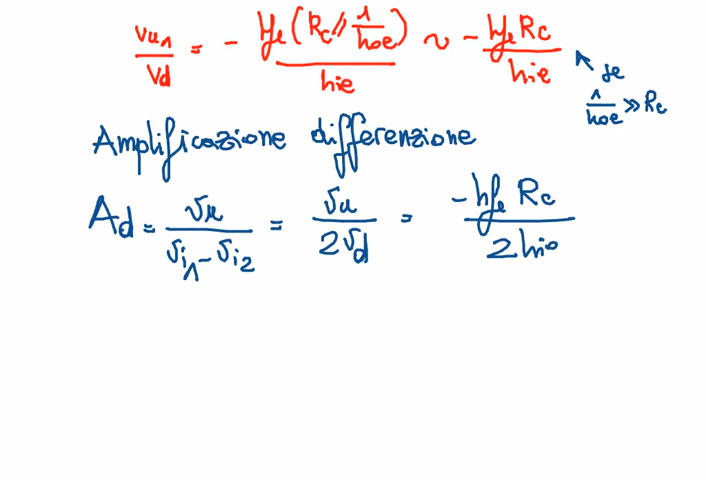 vu1/vd = - hfe(Rc // 1/hoe)/hie ~ - hfe Rc/hie
se 1/hoe >> Rc
Amplificazione differenzione
Ad = vu/(vi1 - vi2) = vu/(2vd) = -hfe Rc/(2hie)